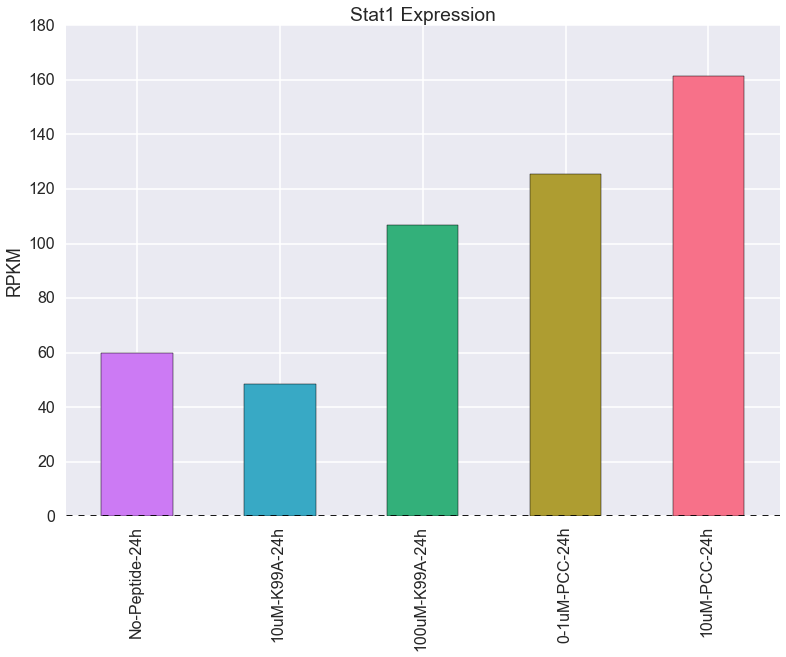 Stat1 Expression
180
160
140
120
100
80
60
40
20
0
RPKM
No-Peptide-24h
10uM-K99A-24h
100uM-K99A-24h
0-1uM-PCC-24h
10uM-PCC-24h